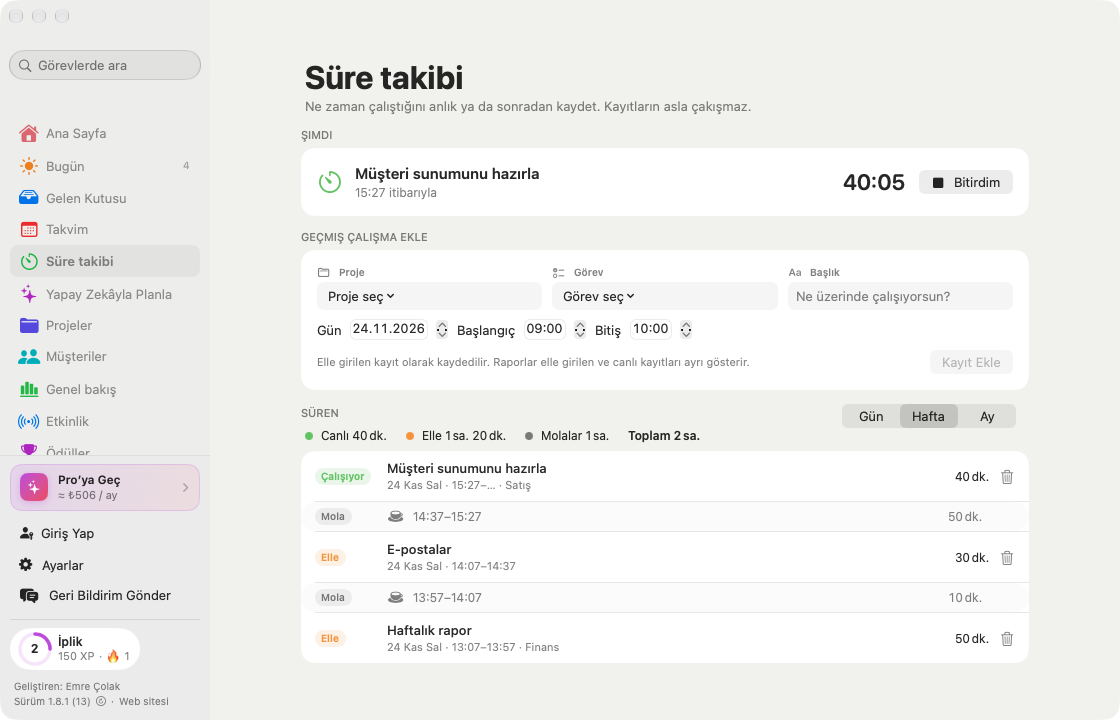 Görevlerde ara
Ana Sayfa
Bugün 4
Gelen Kutusu
Takvim
Süre takibi
Yapay Zekâyla Planla
Projeler
Müşteriler
Genel bakış
Etkinlik
Ödüller
Pro’ya Geç
≈ ₺506 / ay
Giriş Yap
Ayarlar
Geri Bildirim Gönder
2
İplik
150 XP · 🔥 1
Geliştiren: Emre Çolak
Sürüm 1.8.1 (13) · Web sitesi
Süre takibi
Ne zaman çalıştığını anlık ya da sonradan kaydet. Kayıtların asla çakışmaz.
ŞIMDI
Müşteri sunumunu hazırla
15:27 itibarıyla
40:05
Bitirdim
GEÇMIŞ ÇALIŞMA EKLE
Proje
Görev
Aa Başlık
Proje seç
Görev seç
Ne üzerinde çalışıyorsun?
Gün 24.11.2026 Başlangıç 09:00 Bitiş 10:00
Elle girilen kayıt olarak kaydedilir. Raporlar elle girilen ve canlı kayıtları ayrı gösterir.
Kayıt Ekle
SÜREN
Gün Hafta Ay
Canlı 40 dk. Elle 1 sa. 20 dk. Molalar 1 sa. Toplam 2 sa.
Çalışıyor
Müşteri sunumunu hazırla
24 Kas Sal · 15:27–... · Satış
40 dk.
Mola 14:37–15:27 50 dk.
Elle
E-postalar
24 Kas Sal · 14:07–14:37
30 dk.
Mola 13:57–14:07 10 dk.
Elle
Haftalık rapor
24 Kas Sal · 13:07–13:57 · Finans
50 dk.